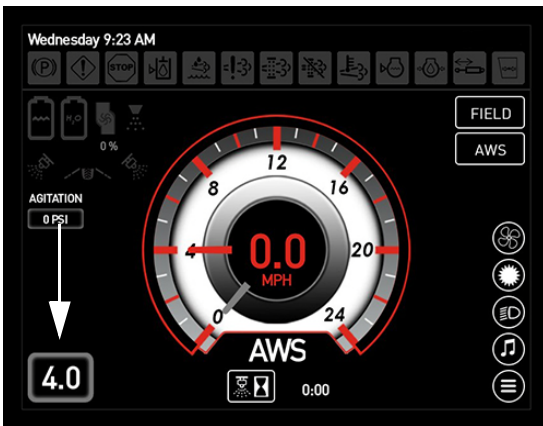 Wednesday 9:23 AM
(P) STOP
H₂O
0 %
FIELD
AWS
AGITATION
0 PSI
0 4 8 12 16 20 24
0.0
MPH
AWS
4.0
0:00